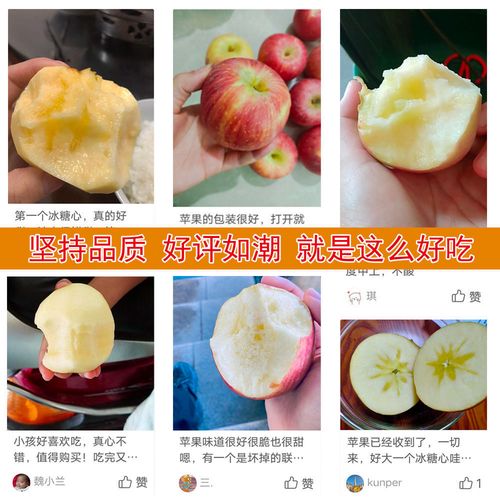 第一个冰糖心，真的好
苹果的包装很好，打开就
坚持品质 好评如潮 就是这么好吃
度中上，不酸
琪
赞
小孩好喜欢吃，真心不
错，值得购买！吃完又…
魏小兰
赞
苹果味道很好很脆也很甜
嗯，有一个是坏掉的联…
三.
赞
苹果已经收到了，一切
来，好大一个冰糖心哇…
kunper
1